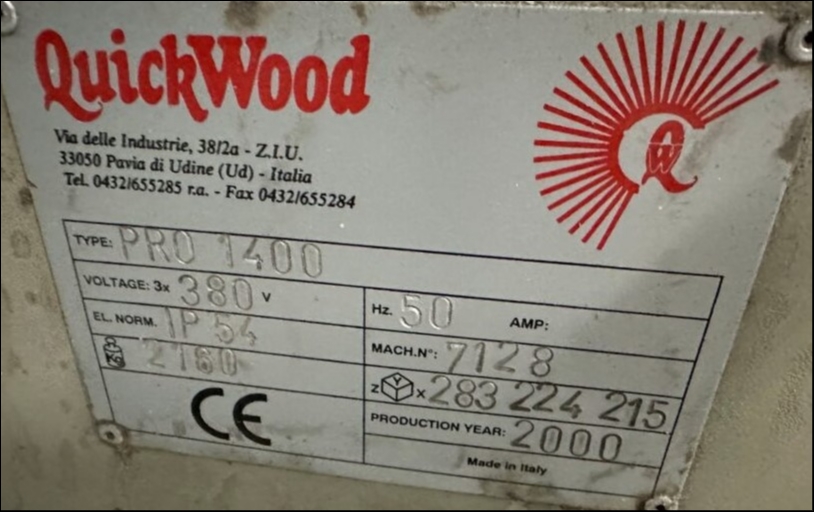 QuickWood
Via delle Industrie, 38/2a - Z.I.U.
33050 Pavia di Udine (Ud) - Italia
Tel. 0432/655285 r.a. - Fax 0432/655284
QW
TYPE: PRO 1400
VOLTAGE: 3x 380 V
Hz. 50 AMP:
EL. NORM. IP 54
MACH.N°: 7128
Kg 2160
Z Y X 283 224 215
CE
PRODUCTION YEAR: 2000
Made in Italy